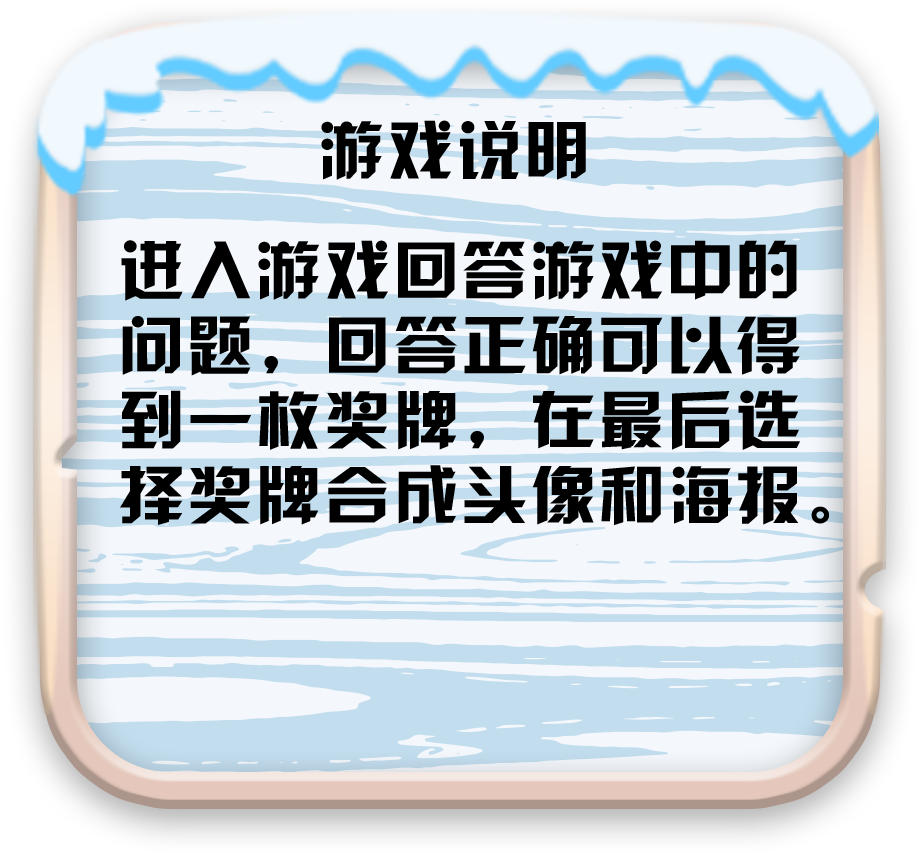 游戏说明
进入游戏回答游戏中的
问题，回答正确可以得
到一枚奖牌，在最后选
择奖牌合成头像和海报。